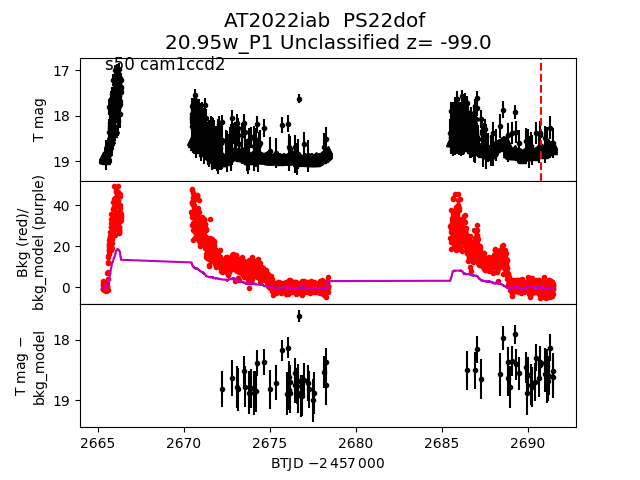 AT2022iab  PS22dof
20.95w_P1 Unclassified z= -99.0
s50 cam1ccd2
17
18
19
T mag
40
20
0
Bkg (red)/
bkg_model (purple)
18
19
T mag −
bkg_model
2665
2670
2675
2680
2685
2690
BTJD −2 457 000